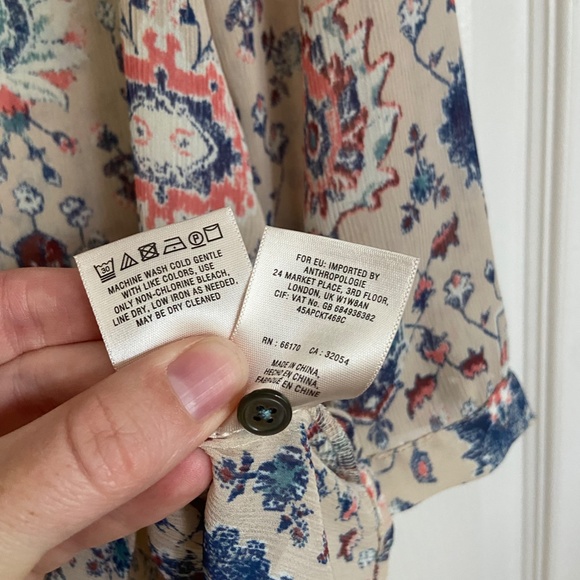 30
MACHINE WASH COLD GENTLE
WITH LIKE COLORS, USE
ONLY NON-CHLORINE BLEACH,
LINE DRY, LOW IRON AS NEEDED,
MAY BE DRY CLEANED
FOR EU: IMPORTED BY
ANTHROPOLOGIE
24 MARKET PLACE, 3RD FLOOR,
LONDON, UK W1W8AN
CIF: VAT No. GB 684936382
45APCKT468C
RN : 66170 CA : 32054
MADE IN CHINA,
HECHO EN CHINA,
FABRIQUÉ EN CHINE